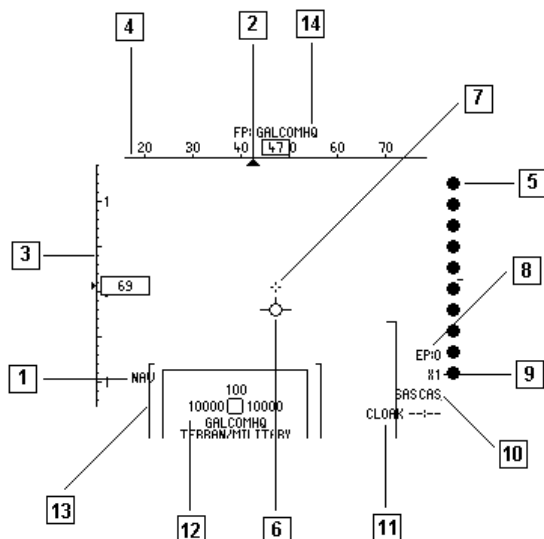 4
2
14
7
FP:GALCOMHQ
20 30 40 47 60 70
5
1
3
69
8
EP:0
1
NAV
X1
9
100
SASCAS
10000 10000
CLOAK --:--
GALCOMHQ
TERRAN/MILITARY
10
13
12
6
11